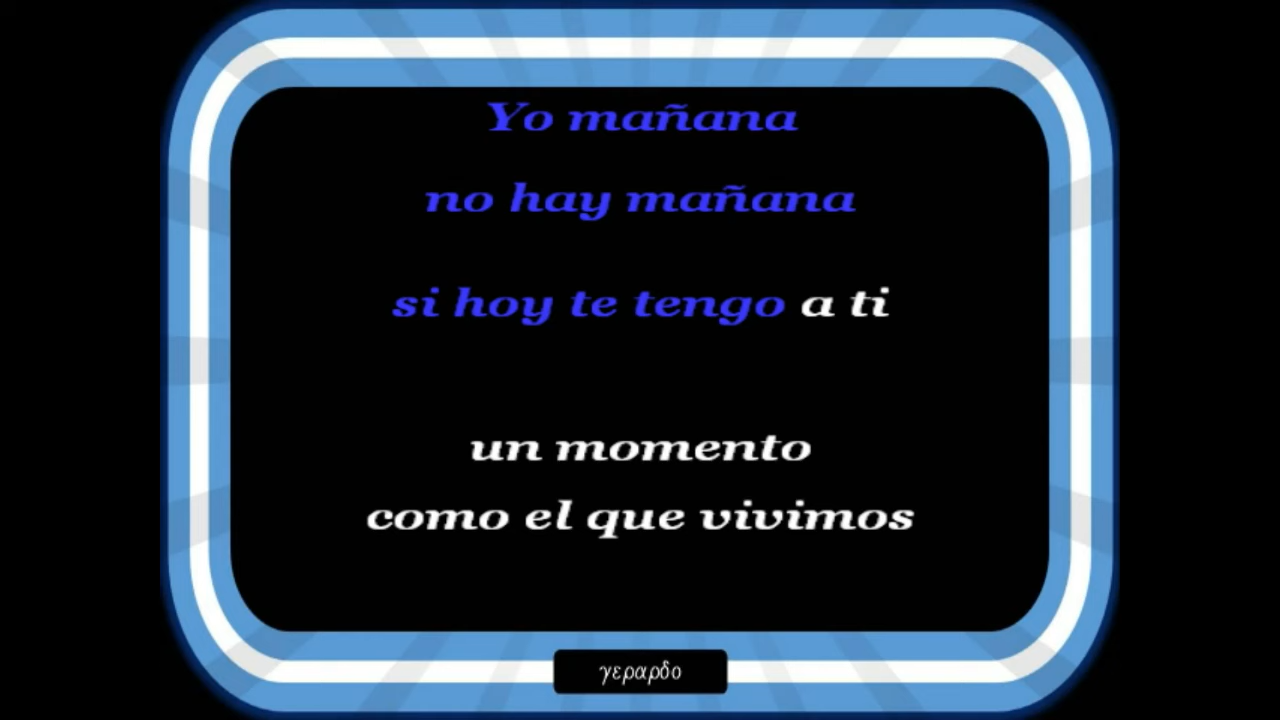 Yo mañana
no hay mañana
si hoy te tengo a ti
un momento
como el que vivimos
γεραρδο